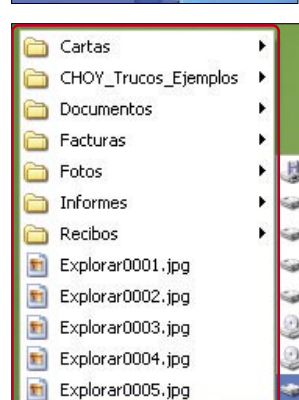 Cartas
CHOY_Trucos_Ejemplos
Documentos
Facturas
Fotos
Informes
Recibos
Explorar0001.jpg
Explorar0002.jpg
Explorar0003.jpg
Explorar0004.jpg
Explorar0005.jpg